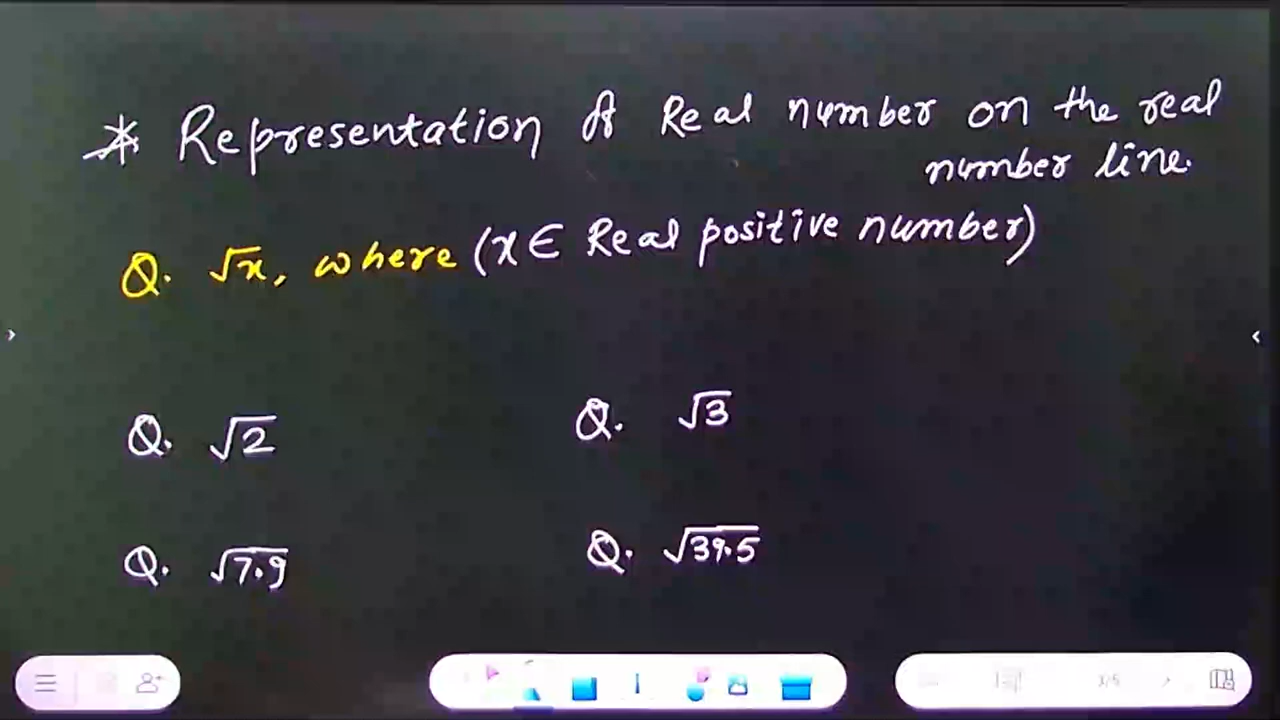 * Representation of Real number on the real
number line.
Q. √x, where (x ∈ Real positive number)
Q. √2 Q. √3
Q. √7.9 Q. √39.5